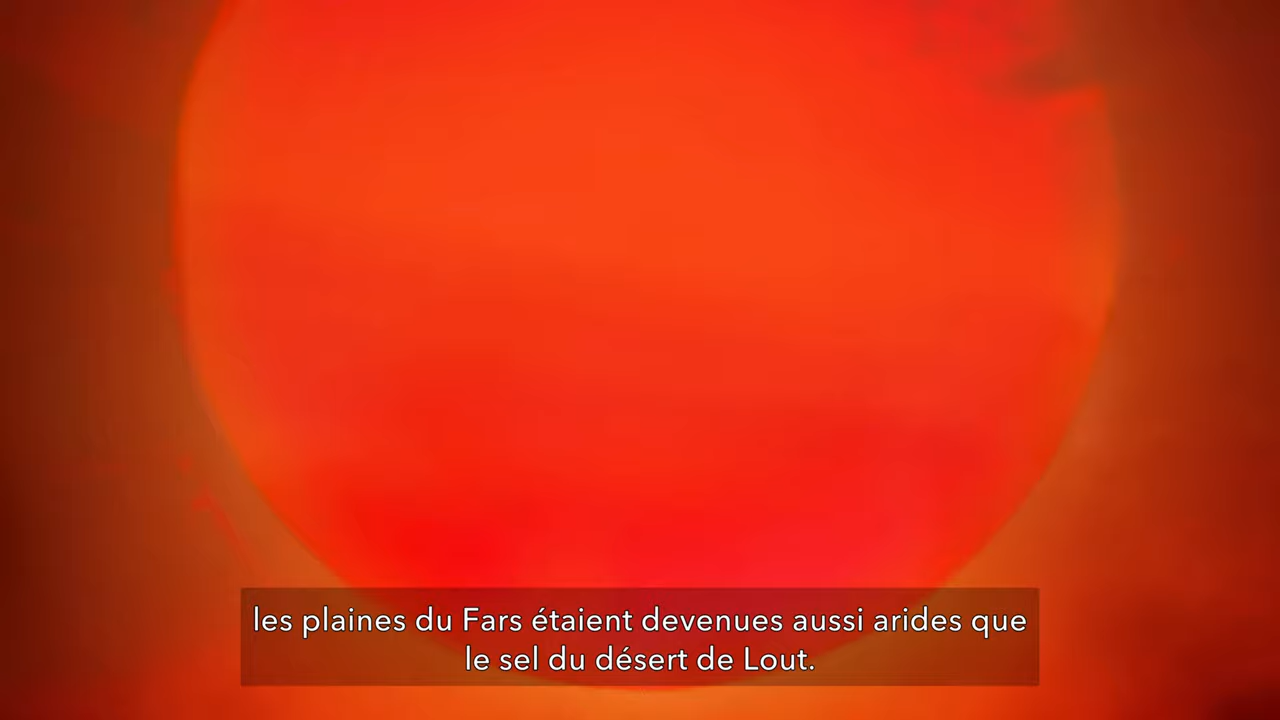 les plaines du Fars étaient devenues aussi arides que
le sel du désert de Lout.